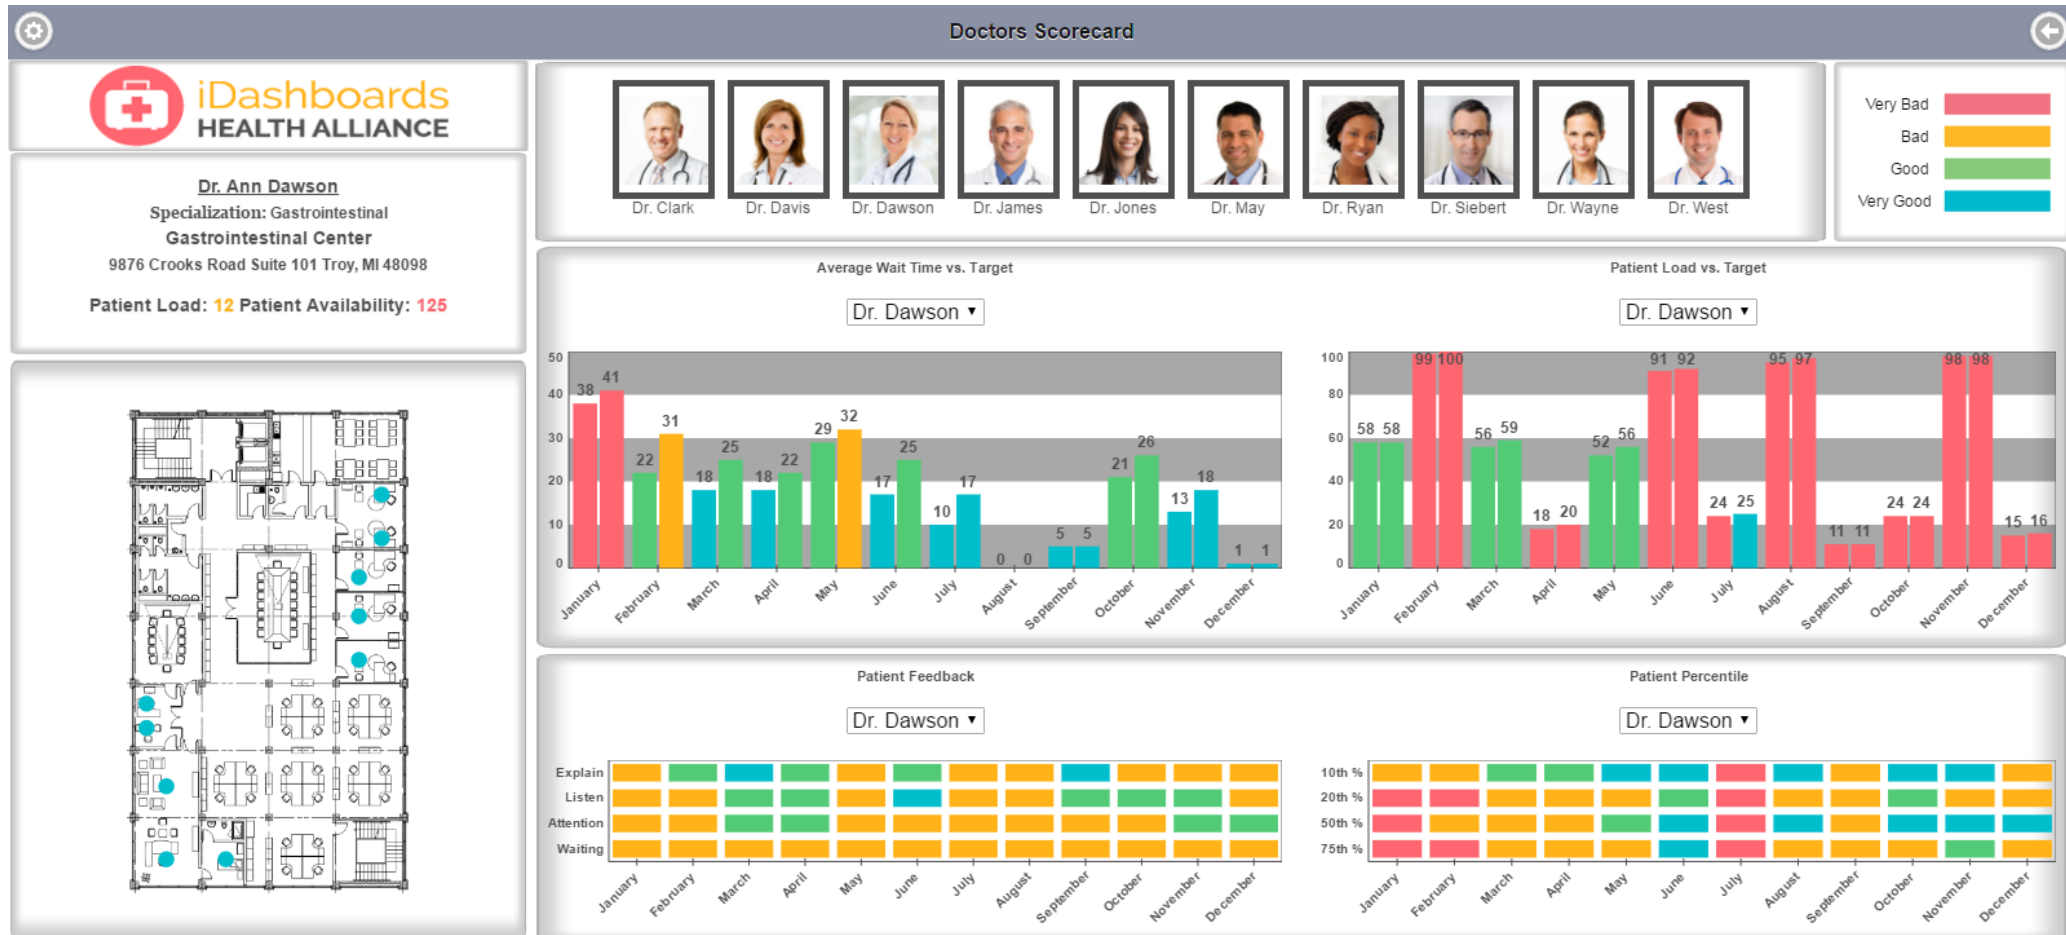 Doctors Scorecard
iDashboards
HEALTH ALLIANCE
Dr. Ann Dawson
Specialization: Gastrointestinal
Gastrointestinal Center
9876 Crooks Road Suite 101 Troy, MI 48098
Patient Load: 12 Patient Availability: 125
Dr. Clark Dr. Davis Dr. Dawson Dr. James Dr. Jones Dr. May Dr. Ryan Dr. Siebert Dr. Wayne Dr. West
Very Bad
Bad
Good
Very Good
Average Wait Time vs. Target
Dr. Dawson
50
40
30
20
10
0
38 41 22 31 18 25 18 22 29 32 17 25 10 17 0 0 5 5 21 26 13 18 1 1
January February March April May June July August September October November December
Patient Load vs. Target
Dr. Dawson
100
80
60
40
20
0
58 58 99 100 56 59 18 20 52 56 91 92 24 25 95 97 11 11 24 24 98 98 15 16
January February March April May June July August September October November December
Patient Feedback
Dr. Dawson
Explain
Listen
Attention
Waiting
January February March April May June July August September October November December
Patient Percentile
Dr. Dawson
10th %
20th %
50th %
75th %
January February March April May June July August September October November December